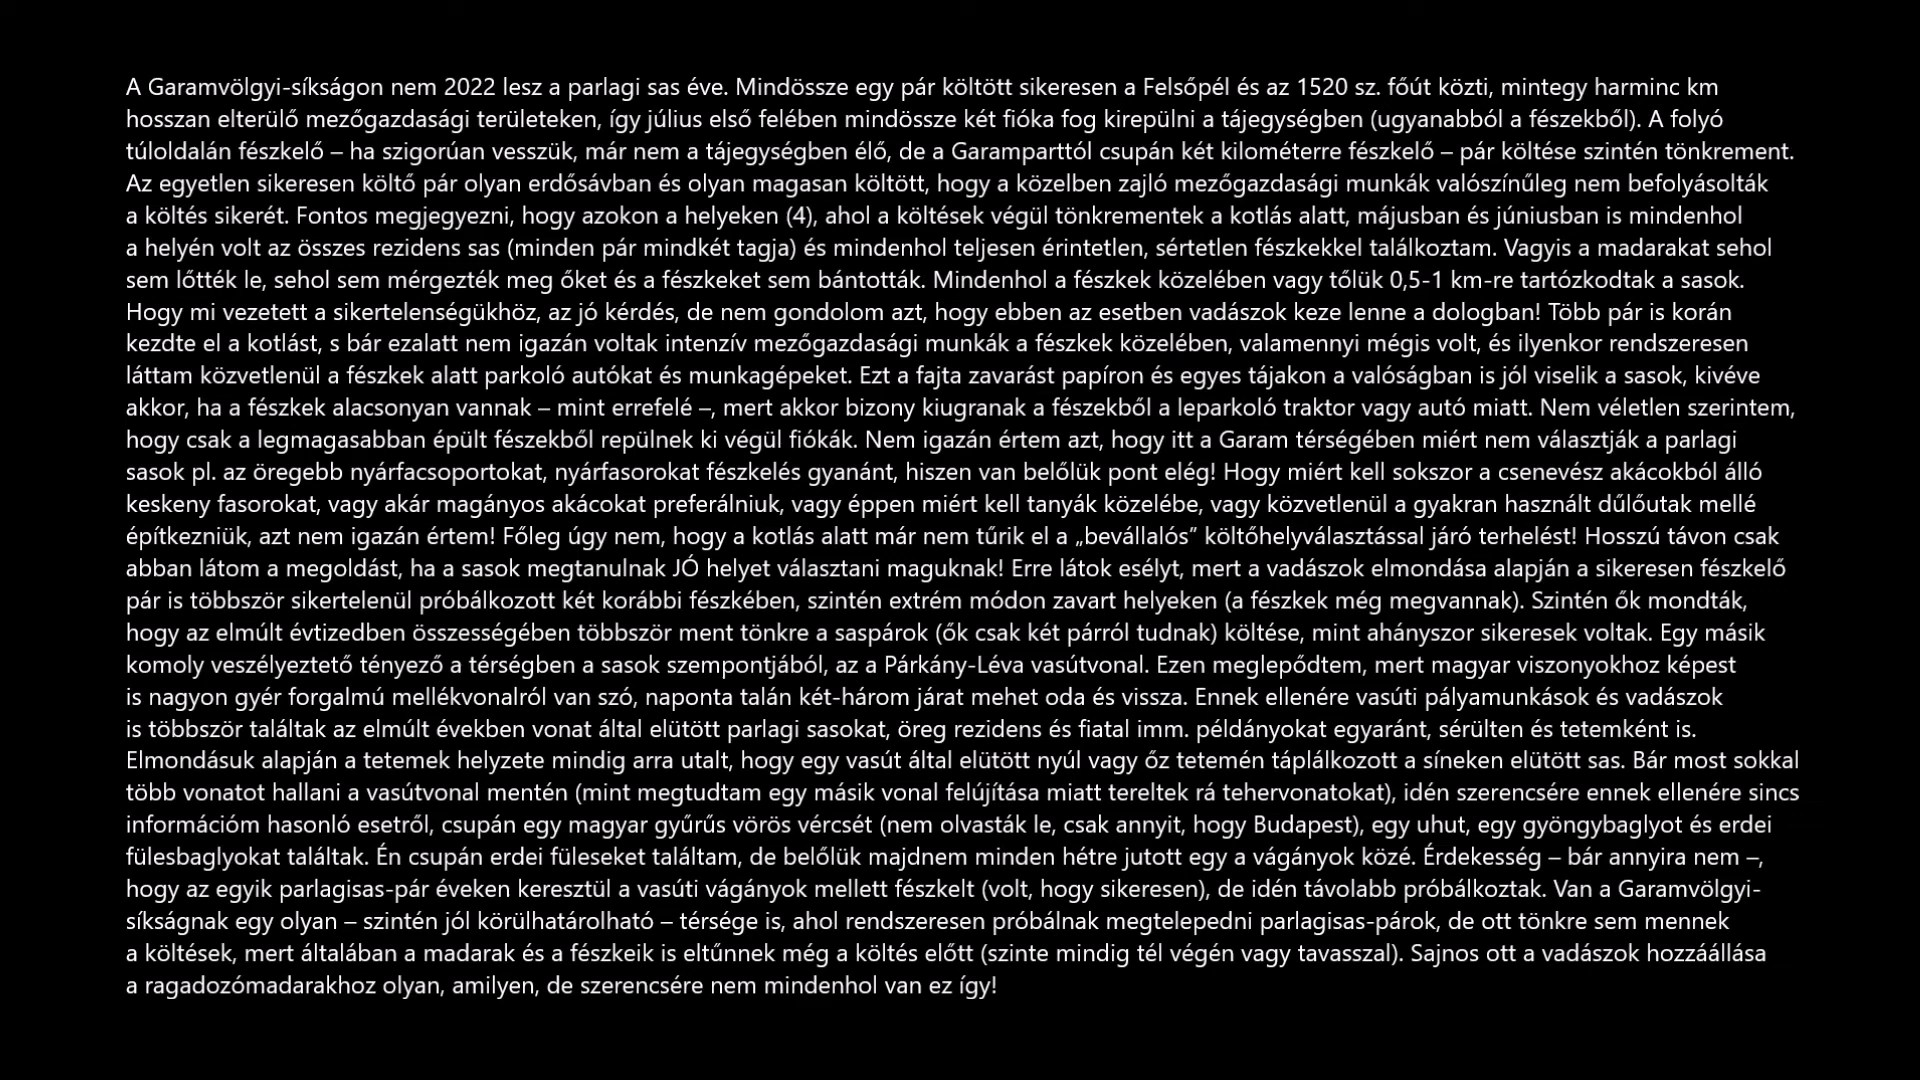 A Garamvölgyi-síkságon nem 2022 lesz a parlagi sas éve. Mindössze egy pár költött sikeresen a Felsőpél és az 1520 sz. főút közti, mintegy harminc km
hosszan elterülő mezőgazdasági területeken, így július első felében mindössze két fióka fog kirepülni a tájegységben (ugyanabból a fészekből). A folyó
túloldalán fészkelő – ha szigorúan vesszük, már nem a tájegységben élő, de a Garamparttól csupán két kilométerre fészkelő – pár költése szintén tönkrement.
Az egyetlen sikeresen költő pár olyan erdősávban és olyan magasan költött, hogy a közelben zajló mezőgazdasági munkák valószínűleg nem befolyásolták
a költés sikerét. Fontos megjegyezni, hogy azokon a helyeken (4), ahol a költések végül tönkrementek a kotlás alatt, májusban és júniusban is mindenhol
a helyén volt az összes rezidens sas (minden pár mindkét tagja) és mindenhol teljesen érintetlen, sértetlen fészkekkel találkoztam. Vagyis a madarakat sehol
sem lőtték le, sehol sem mérgezték meg őket és a fészkeket sem bántották. Mindenhol a fészkek közelében vagy tőlük 0,5-1 km-re tartózkodtak a sasok.
Hogy mi vezetett a sikertelenségükhöz, az jó kérdés, de nem gondolom azt, hogy ebben az esetben vadászok keze lenne a dologban! Több pár is korán
kezdte el a kotlást, s bár ezalatt nem igazán voltak intenzív mezőgazdasági munkák a fészkek közelében, valamennyi mégis volt, és ilyenkor rendszeresen
láttam közvetlenül a fészkek alatt parkoló autókat és munkagépeket. Ezt a fajta zavarást papíron és egyes tájakon a valóságban is jól viselik a sasok, kivéve
akkor, ha a fészkek alacsonyan vannak – mint errefelé –, mert akkor bizony kiugranak a fészekből a leparkoló traktor vagy autó miatt. Nem véletlen szerintem,
hogy csak a legmagasabban épült fészekből repülnek ki végül fiókák. Nem igazán értem azt, hogy itt a Garam térségében miért nem választják a parlagi
sasok pl. az öregebb nyárfacsoportokat, nyárfasorokat fészkelés gyanánt, hiszen van belőlük pont elég! Hogy miért kell sokszor a csenevész akácokból álló
keskeny fasorokat, vagy akár magányos akácokat preferálniuk, vagy éppen miért kell tanyák közelébe, vagy közvetlenül a gyakran használt dűlőutak mellé
építkezniük, azt nem igazán értem! Főleg úgy nem, hogy a kotlás alatt már nem tűrik el a „bevállalós” költőhelyválasztással járó terhelést! Hosszú távon csak
abban látom a megoldást, ha a sasok megtanulnak JÓ helyet választani maguknak! Erre látok esélyt, mert a vadászok elmondása alapján a sikeresen fészkelő
pár is többször sikertelenül próbálkozott két korábbi fészkében, szintén extrém módon zavart helyeken (a fészkek még megvannak). Szintén ők mondták,
hogy az elmúlt évtizedben összességében többször ment tönkre a saspárok (ők csak két párról tudnak) költése, mint ahányszor sikeresek voltak. Egy másik
komoly veszélyeztető tényező a térségben a sasok szempontjából, az a Párkány-Léva vasútvonal. Ezen meglepődtem, mert magyar viszonyokhoz képest
is nagyon gyér forgalmú mellékvonalról van szó, naponta talán két-három járat mehet oda és vissza. Ennek ellenére vasúti pályamunkások és vadászok
is többször találtak az elmúlt években vonat által elütött parlagi sasokat, öreg rezidens és fiatal imm. példányokat egyaránt, sérülten és tetemként is.
Elmondásuk alapján a tetemek helyzete mindig arra utalt, hogy egy vasút által elütött nyúl vagy őz tetemén táplálkozott a síneken elütött sas. Bár most sokkal
több vonatot hallani a vasútvonal mentén (mint megtudtam egy másik vonal felújítása miatt tereltek rá tehervonatokat), idén szerencsére ennek ellenére sincs
információm hasonló esetről, csupán egy magyar gyűrűs vörös vércsét (nem olvasták le, csak annyit, hogy Budapest), egy uhut, egy gyöngybaglyot és erdei
fülesbaglyokat találtak. Én csupán erdei füleseket találtam, de belőlük majdnem minden hétre jutott egy a vágányok közé. Érdekesség – bár annyira nem –,
hogy az egyik parlagisas-pár éveken keresztül a vasúti vágányok mellett fészkelt (volt, hogy sikeresen), de idén távolabb próbálkoztak. Van a Garamvölgyi-
síkságnak egy olyan – szintén jól körülhatárolható – térsége is, ahol rendszeresen próbálnak megtelepedni parlagisas-párok, de ott tönkre sem mennek
a költések, mert általában a madarak és a fészkeik is eltűnnek még a költés előtt (szinte mindig tél végén vagy tavasszal). Sajnos ott a vadászok hozzáállása
a ragadozómadarakhoz olyan, amilyen, de szerencsére nem mindenhol van ez így!